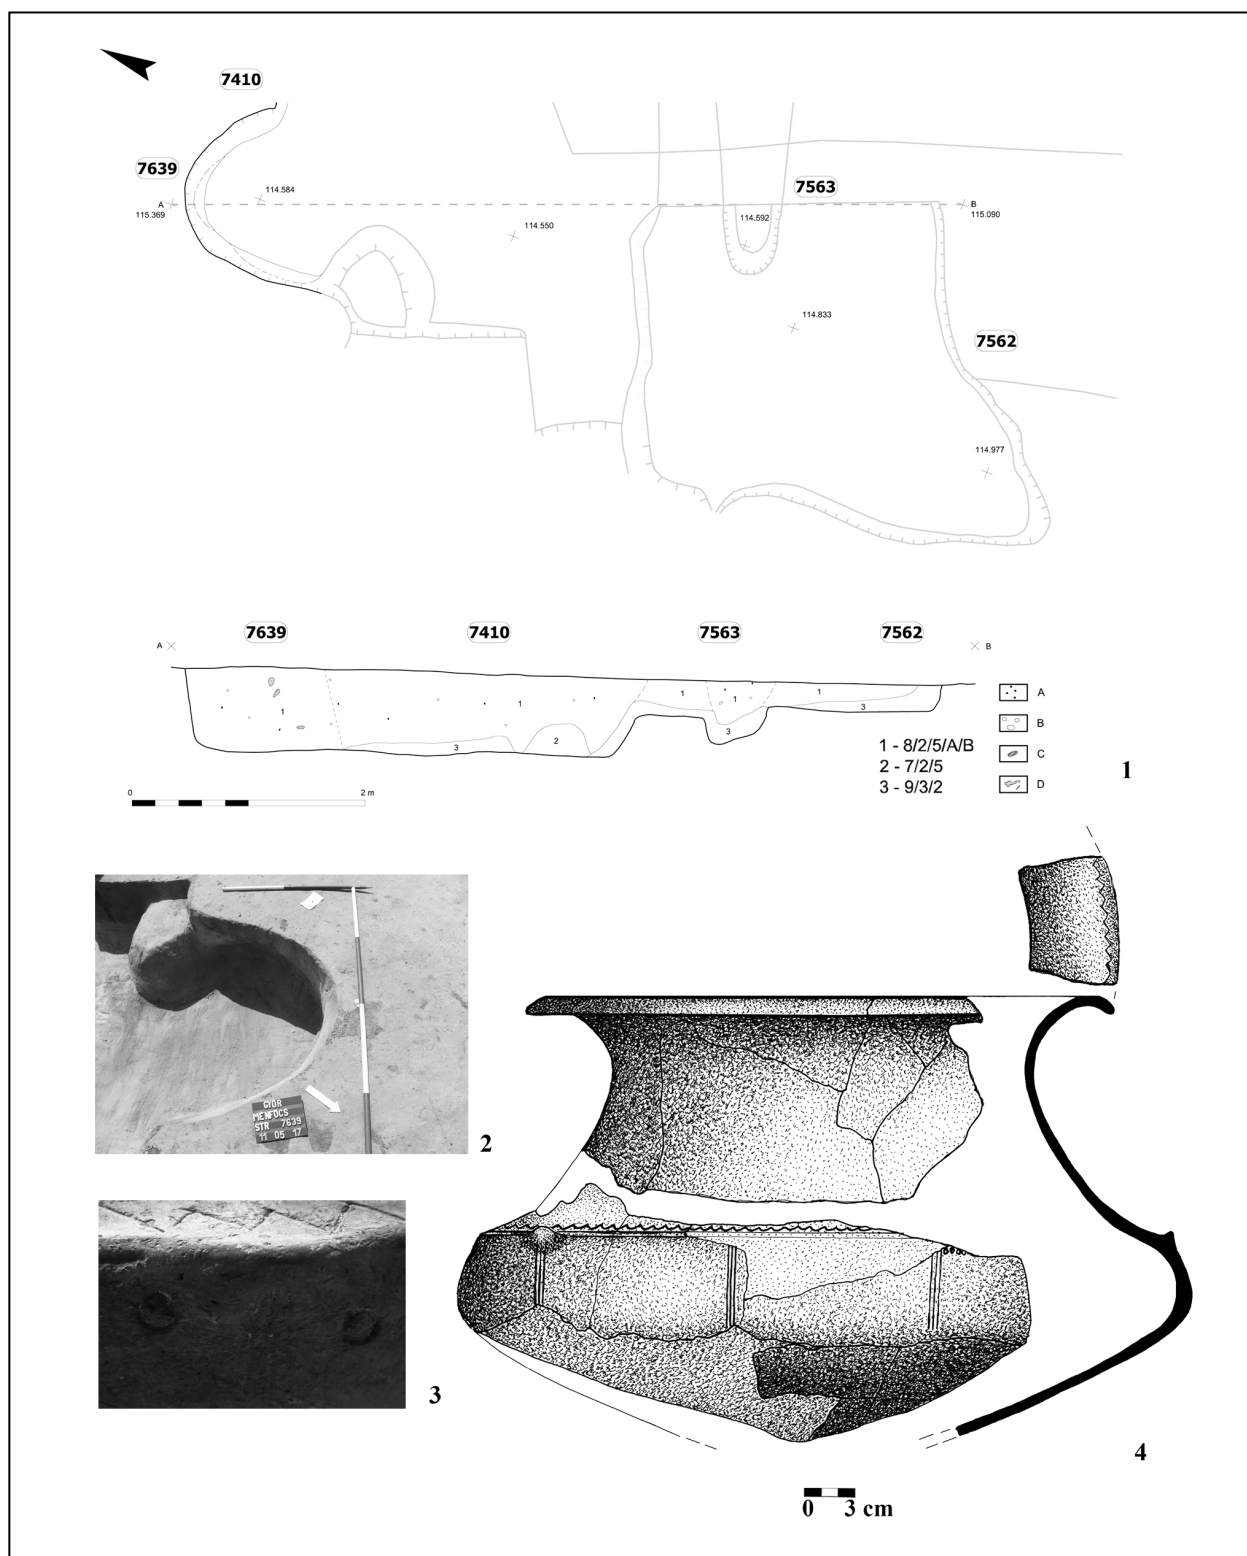 7410
7639
7563
A
114.584
B
115.369
114.592
115.090
114.550
114.833
7562
114.977
7639
7410
7563
7562
A
B
1
1
1
1
1
3
2
3
3
A
B
C
D
1 - 8/2/5/A/B
2 - 7/2/5
3 - 9/3/2
1
0
2 m
GYŐR
MENFŐCS
STR 7639
11 05 17
2
3
4
0 3 cm